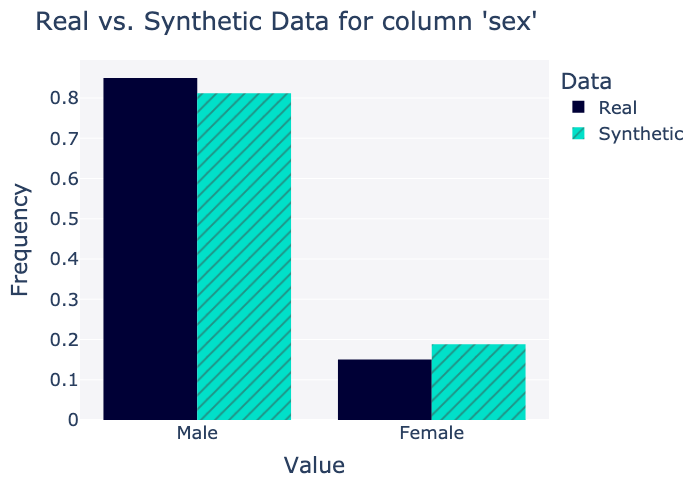 Real vs. Synthetic Data for column 'sex'
Data
Real
Synthetic
Frequency
0.8
0.7
0.6
0.5
0.4
0.3
0.2
0.1
0
Male
Female
Value